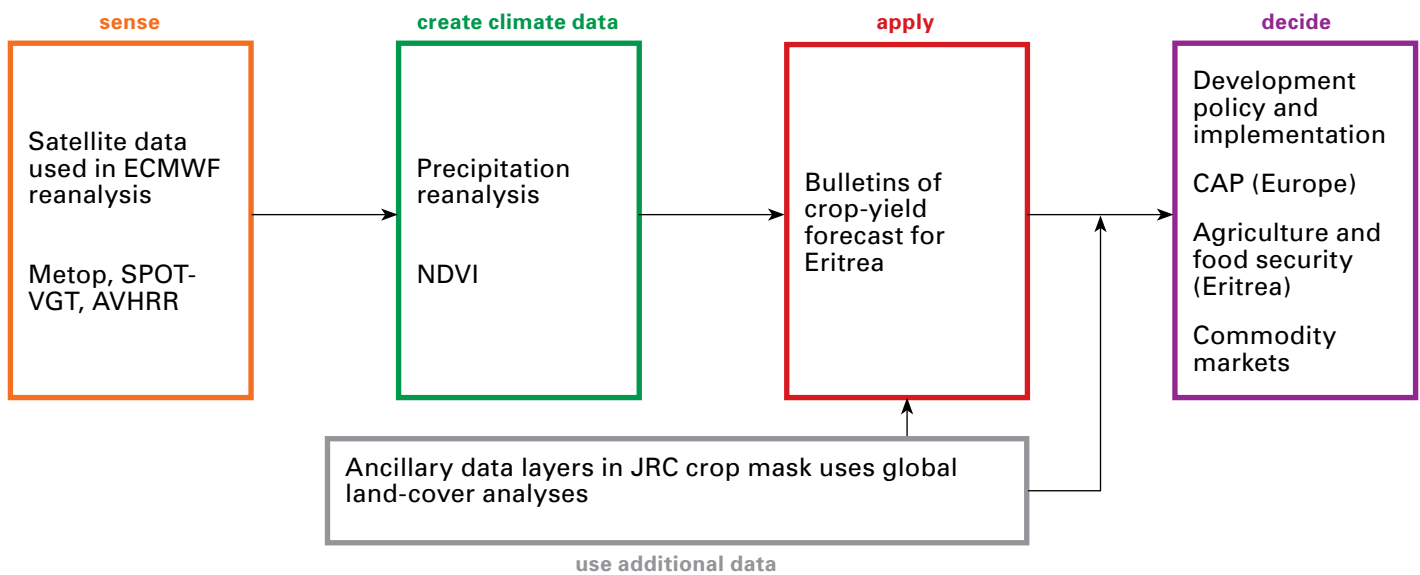 sense
Satellite data
used in ECMWF
reanalysis
Metop, SPOT-
VGT, AVHRR
create climate data
Precipitation
reanalysis
NDVI
apply
Bulletins of
crop-yield
forecast for
Eritrea
decide
Development
policy and
implementation
CAP (Europe)
Agriculture and
food security
(Eritrea)
Commodity
markets
Ancillary data layers in JRC crop mask uses global
land-cover analyses
use additional data